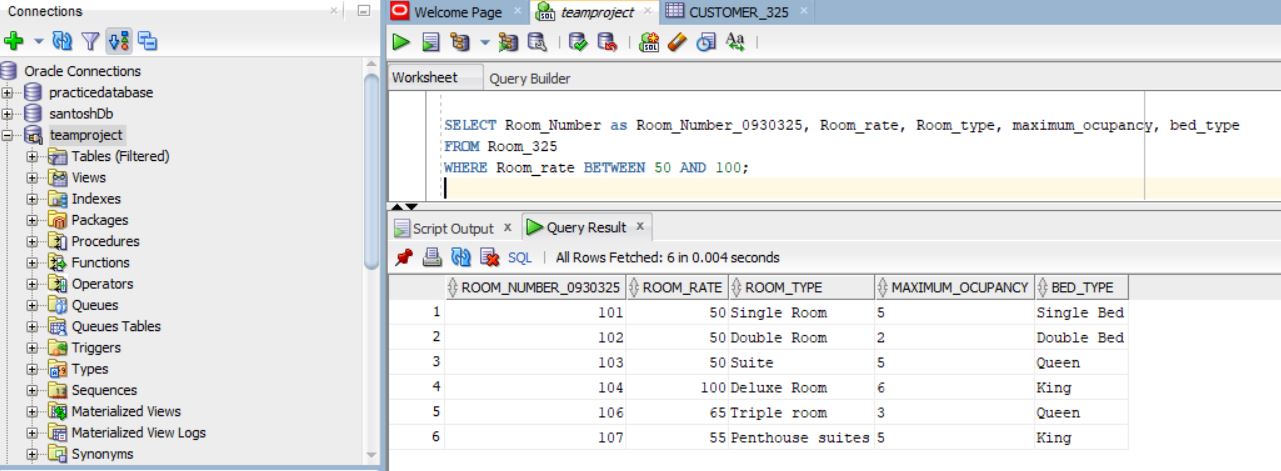 Connections
Welcome Page
teamproject
CUSTOMER_325
Oracle Connections
practicedatabase
santoshDb
teamproject
Tables (Filtered)
Views
Indexes
Packages
Procedures
Functions
Operators
Queues
Queues Tables
Triggers
Types
Sequences
Materialized Views
Materialized View Logs
Synonyms
Worksheet Query Builder
SELECT Room_Number as Room_Number_0930325, Room_rate, Room_type, maximum_ocupancy, bed_type
FROM Room_325
WHERE Room_rate BETWEEN 50 AND 100;
Script Output x Query Result x
SQL | All Rows Fetched: 6 in 0.004 seconds
ROOM_NUMBER_0930325 ROOM_RATE ROOM_TYPE MAXIMUM_OCUPANCY BED_TYPE
1 101 50 Single Room 5 Single Bed
2 102 50 Double Room 2 Double Bed
3 103 50 Suite 5 Queen
4 104 100 Deluxe Room 6 King
5 106 65 Triple room 3 Queen
6 107 55 Penthouse suites 5 King